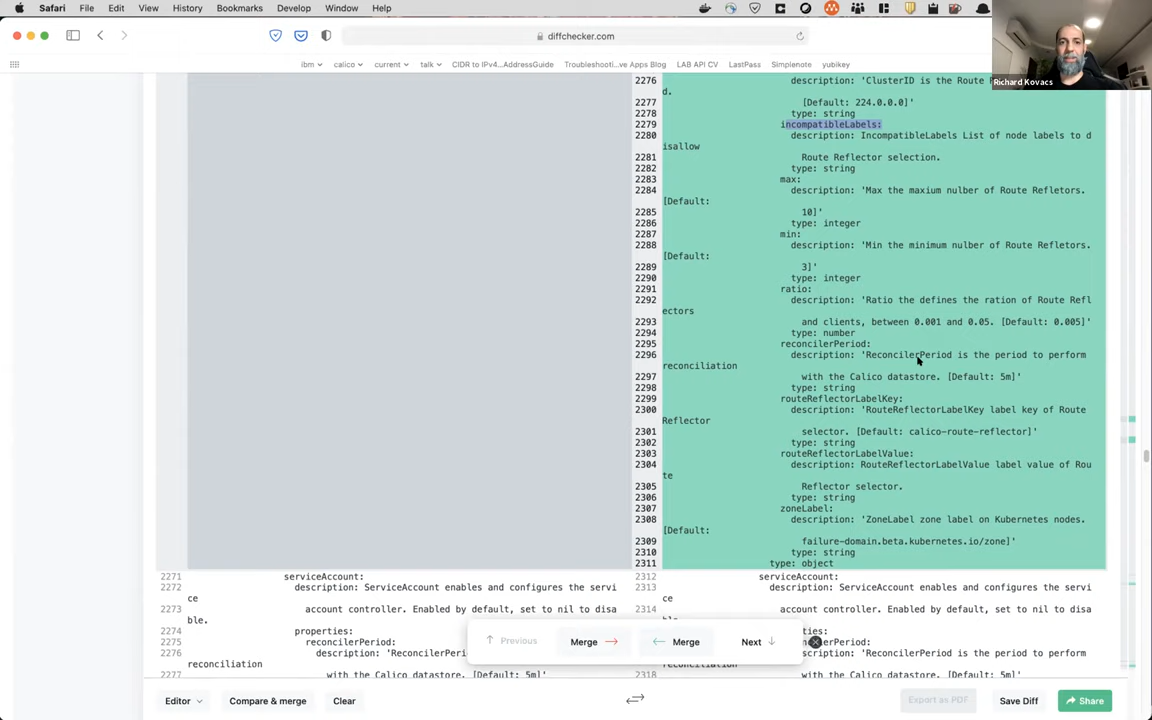 Safari File Edit View History Bookmarks Develop Window Help
diffchecker.com
ibm calico current talk CIDR to IPv4...AddressGuide Troubleshooti...ve Apps Blog LAB API CV LastPass Simplenote yubikey
Richard Kovacs
2276 description: 'ClusterID is the Route R
d.
2277 [Default: 224.0.0.0]'
2278 type: string
2279 incompatibleLabels:
2280 description: IncompatibleLabels List of node labels to d
isallow
2281 Route Reflector selection.
2282 type: string
2283 max:
2284 description: 'Max the maxium nulber of Route Refletors.
[Default:
2285 10]'
2286 type: integer
2287 min:
2288 description: 'Min the minimum nulber of Route Refletors.
[Default:
2289 3]'
2290 type: integer
2291 ratio:
2292 description: 'Ratio the defines the ration of Route Refl
ectors
2293 and clients, between 0.001 and 0.05. [Default: 0.005]'
2294 type: number
2295 reconcilerPeriod:
2296 description: 'ReconcilerPeriod is the period to perform
reconciliation
2297 with the Calico datastore. [Default: 5m]'
2298 type: string
2299 routeReflectorLabelKey:
2300 description: 'RouteReflectorLabelKey label key of Route
Reflector
2301 selector. [Default: calico-route-reflector]'
2302 type: string
2303 routeReflectorLabelValue:
2304 description: RouteReflectorLabelValue label value of Rou
te
2305 Reflector selector.
2306 type: string
2307 zoneLabel:
2308 description: 'ZoneLabel zone label on Kubernetes nodes.
[Default:
2309 failure-domain.beta.kubernetes.io/zone]'
2310 type: string
2311 type: object
2271 serviceAccount:
2272 description: ServiceAccount enables and configures the servi
ce
2273 account controller. Enabled by default, set to nil to disa
ble.
2274 properties:
2275 reconcilerPeriod:
2276 description: 'ReconcilerPeri
reconciliation
2277 with the Calico datastore. [Default: 5m]'
2312 serviceAccount:
2313 description: ServiceAccount enables and configures the servi
ce
2314 account controller. Enabled by default, set to nil to disa
ties:
ncilerPeriod:
escription: 'ReconcilerPeriod is the period to perform
reconciliation
with the Calico datastore. [Default: 5m]'
Previous Merge Merge Next
Editor Compare & merge Clear Export as PDF Save Diff Share